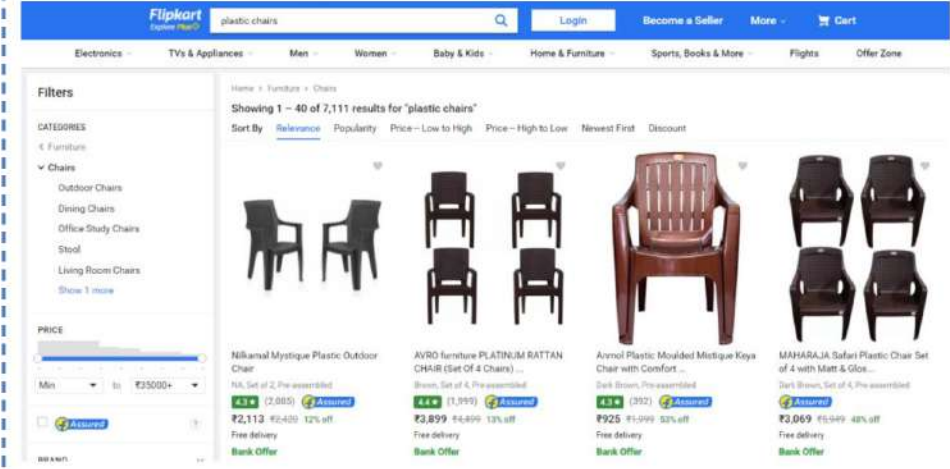 Flipkart
Explore Plus
plastic chairs
Login
Become a Seller
More
Cart
Electronics
TVs & Appliances
Men
Women
Baby & Kids
Home & Furniture
Sports, Books & More
Flights
Offer Zone
Filters
CATEGORIES
< Furniture
Chairs
Outdoor Chairs
Dining Chairs
Office Study Chairs
Stool
Living Room Chairs
Show 1 more
PRICE
Min to ₹35000+
Assured ?
BRAND
Home > Furniture > Chairs
Showing 1 – 40 of 7,111 results for "plastic chairs"
Sort By Relevance Popularity Price -- Low to High Price -- High to Low Newest First Discount
Nilkamal Mystique Plastic Outdoor
Chair
NA, Set of 2, Pre-assembled
4.3 ★ (2,085) Assured
₹2,113 ₹2,420 12% off
Free delivery
Bank Offer
AVRO furniture PLATINUM RATTAN
CHAIR (Set Of 4 Chairs) ...
Brown, Set of 4, Pre-assembled
4.4 ★ (1,999) Assured
₹3,899 ₹4,499 13% off
Free delivery
Bank Offer
Anmol Plastic Moulded Mistique Keya
Chair with Comfort ...
Dark Brown, Pre-assembled
4.3 ★ (392) Assured
₹925 ₹1,999 53% off
Free delivery
Bank Offer
MAHARAJA Safari Plastic Chair Set
of 4 with Matt & Glos...
Dark Brown, Set of 4, Pre-assembled
Assured
₹3,069 ₹5,949 48% off
Free delivery
Bank Offer